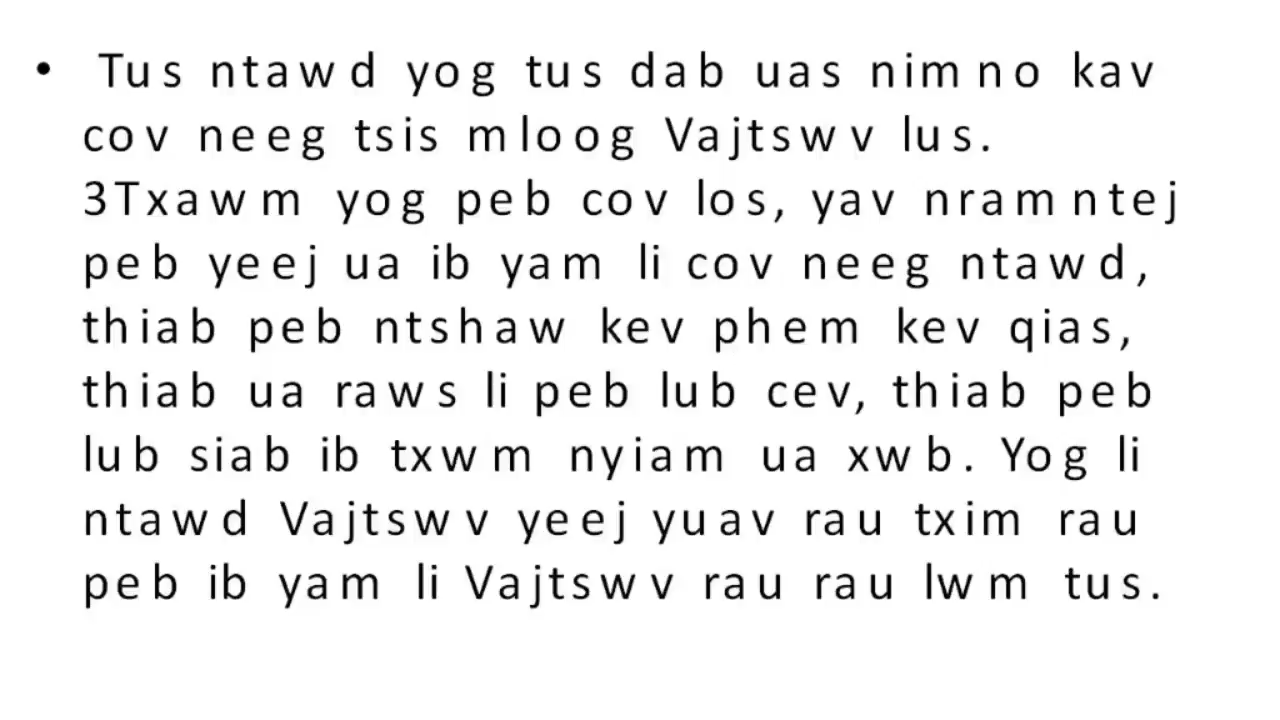 • Tus ntawd yog tus dab uas nimno kav
cov neeg tsis mloog Vajtswv lus.
3Txawm yog peb cov los, yav nramntej
peb yeej ua ib yam li cov neeg ntawd,
thiab peb ntshaw kev phem kev qias,
thiab ua raws li peb lub cev, thiab peb
lub siab ib txwm nyiam ua xwb. Yog li
ntawd Vajtswv yeej yuav rau txim rau
peb ib yam li Vajtswv rau rau lwm tus.